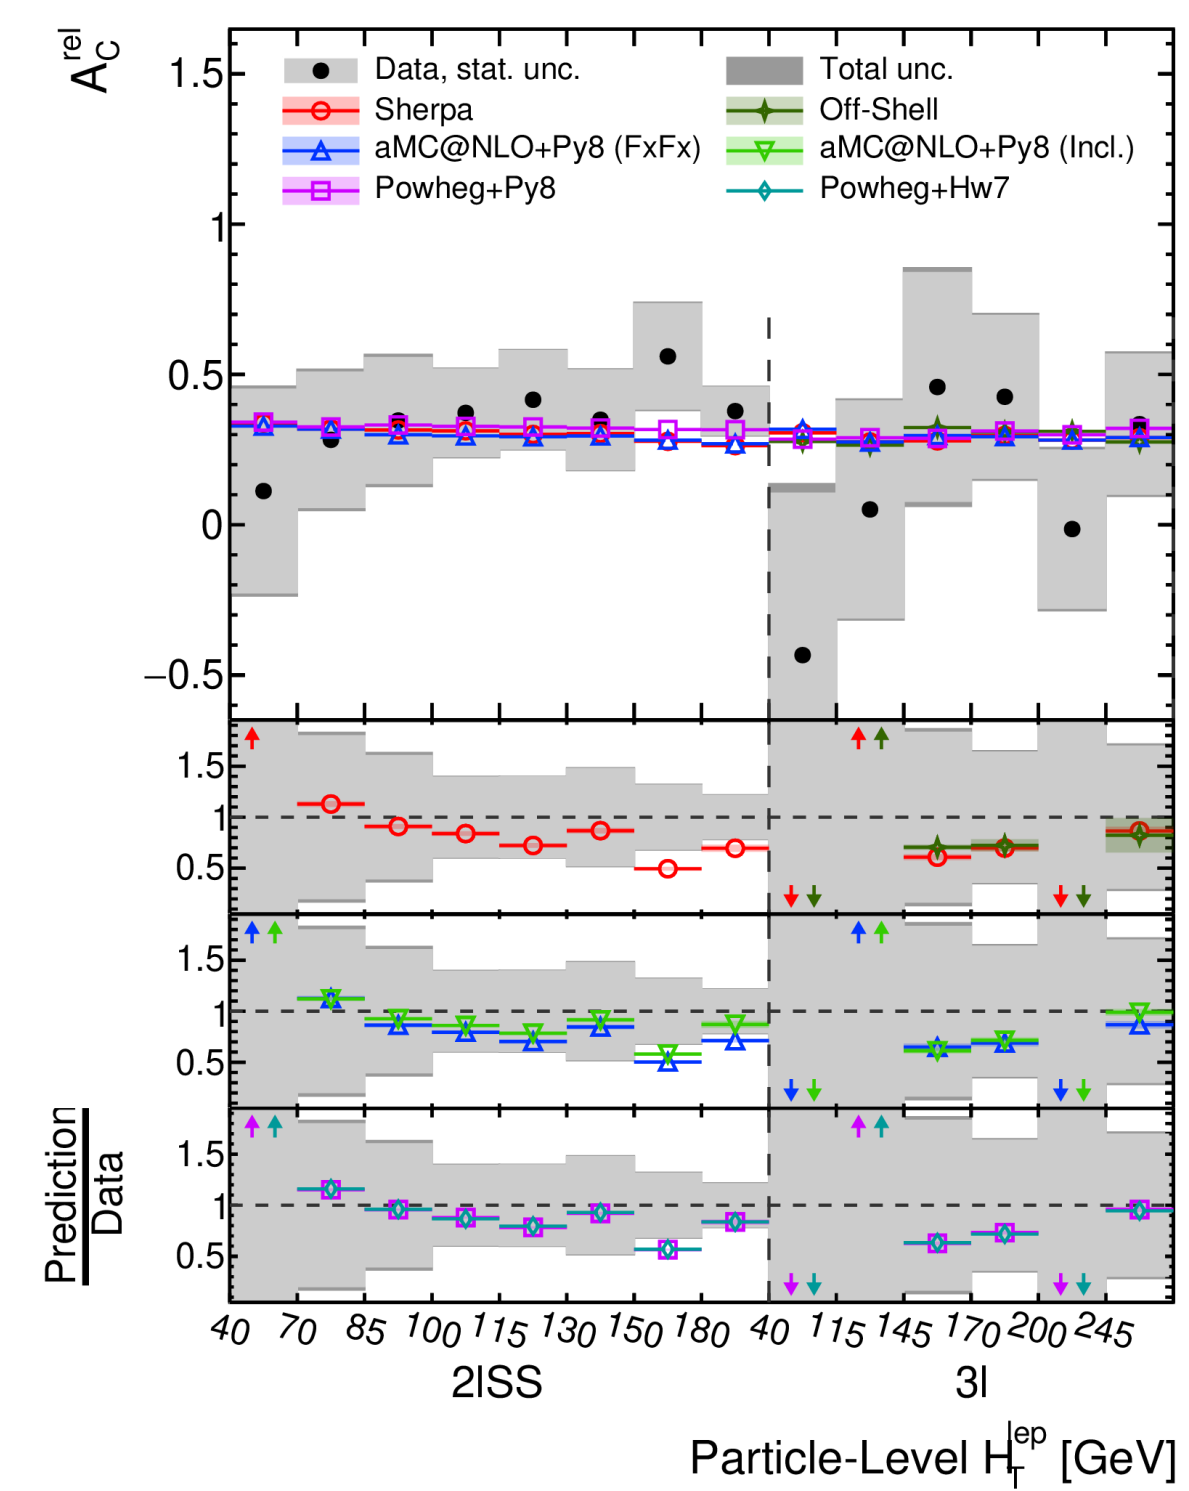 A_C^rel
1.5
1
0.5
0
−0.5
Data, stat. unc.
Total unc.
Sherpa
Off-Shell
aMC@NLO+Py8 (FxFx)
aMC@NLO+Py8 (Incl.)
Powheg+Py8
Powheg+Hw7
1.5
1
0.5
1.5
1
0.5
Prediction
Data
1.5
1
0.5
40 70 85 100 115 130 150 180 40 115 145 170 200 245
2lSS 3l
Particle-Level H_T^lep [GeV]